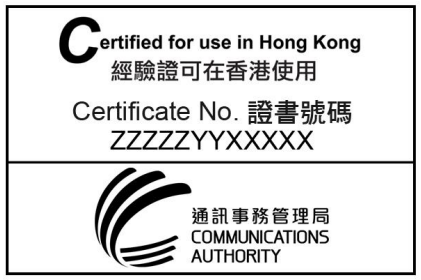 Certified for use in Hong Kong
經驗證可在香港使用
Certificate No. 證書號碼
ZZZZZYYXXXXX
通訊事務管理局
COMMUNICATIONS
AUTHORITY